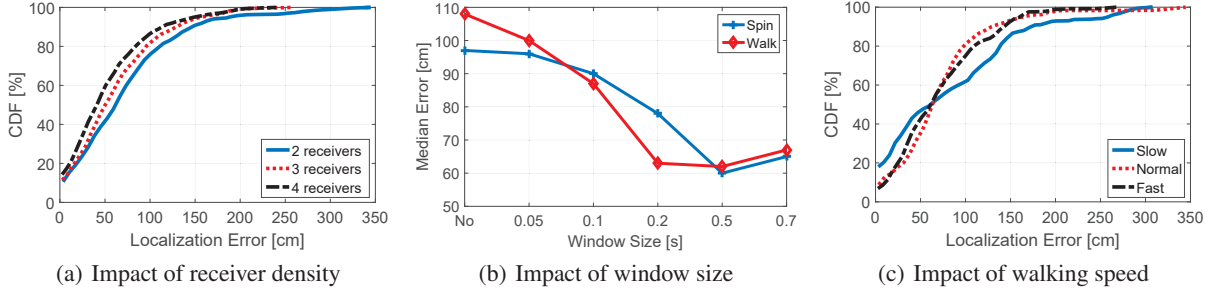 100
80
60
40
20
0
CDF [%]
2 receivers
3 receivers
4 receivers
0 50 100 150 200 250 300 350
Localization Error [cm]
(a) Impact of receiver density
110
100
90
80
70
60
50
Median Error [cm]
Spin
Walk
No 0.05 0.1 0.2 0.5 0.7
Window Size [s]
(b) Impact of window size
100
80
60
40
20
0
CDF [%]
Slow
Normal
Fast
0 50 100 150 200 250 300 350
Localization Error [cm]
(c) Impact of walking speed